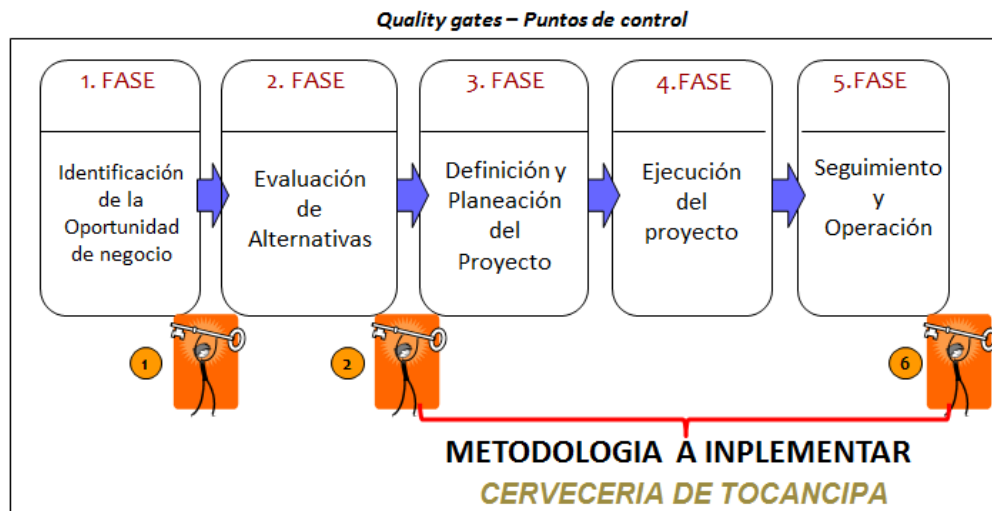 Quality gates – Puntos de control
1. FASE
Identificación
de la
Oportunidad
de negocio
2. FASE
Evaluación
de
Alternativas
3. FASE
Definición y
Planeación
del
Proyecto
4.FASE
Ejecución
del
proyecto
5.FASE
Seguimiento
y
Operación
1
2
6
METODOLOGIA A INPLEMENTAR
CERVECERIA DE TOCANCIPA